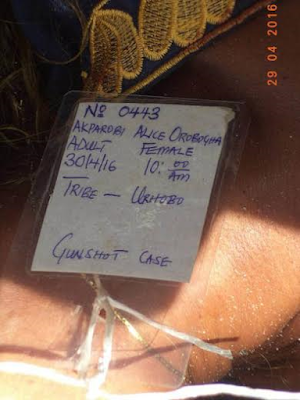 29 04 2016
No 0443
AKPAROBI ALICE OROBOGHA
ADULT FEMALE
30/4/16 10:00 AM
TRIBE — URHOBO
GUNSHOT CASE